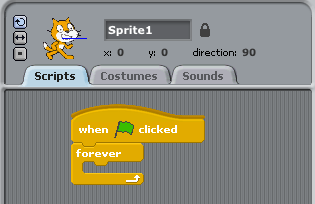 Sprite1
x: 0 y: 0 direction: 90
Scripts Costumes Sounds
when clicked
forever